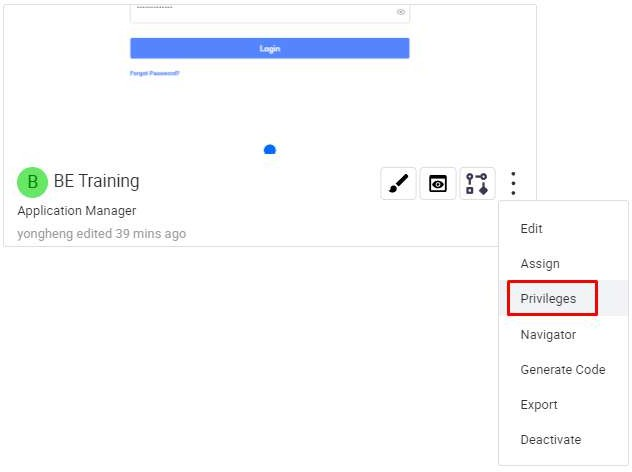 Login
Forgot Password?
B
BE Training
Application Manager
yongheng edited 39 mins ago
Edit
Assign
Privileges
Navigator
Generate Code
Export
Deactivate